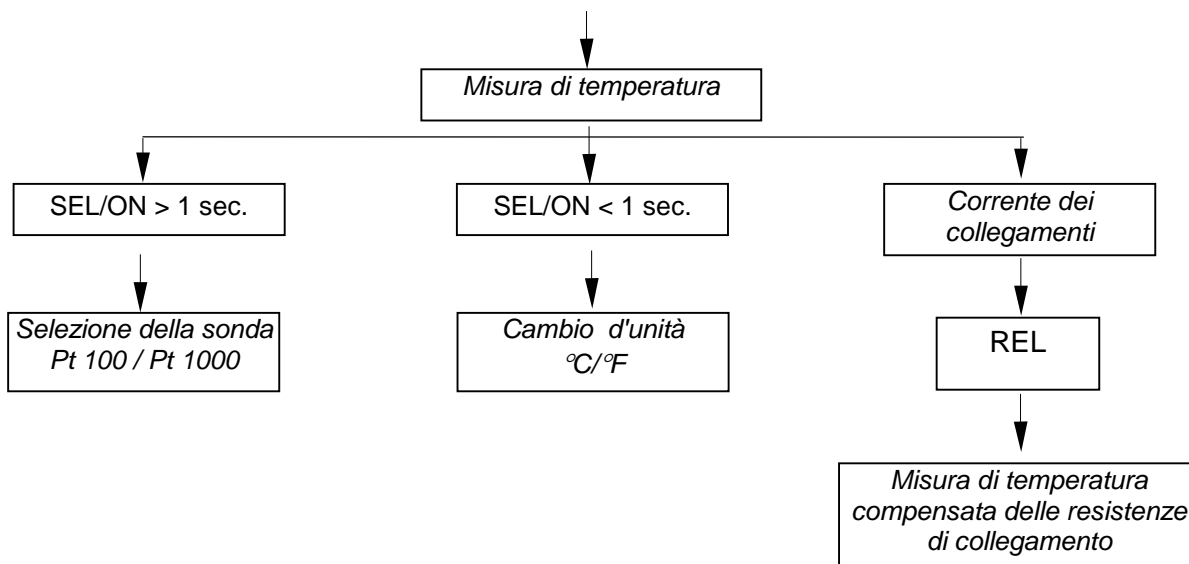 Misura di temperatura
SEL/ON > 1 sec.
SEL/ON < 1 sec.
Corrente dei
collegamenti
Selezione della sonda
Pt 100 / Pt 1000
Cambio d'unità
°C/°F
REL
Misura di temperatura
compensata delle resistenze
di collegamento